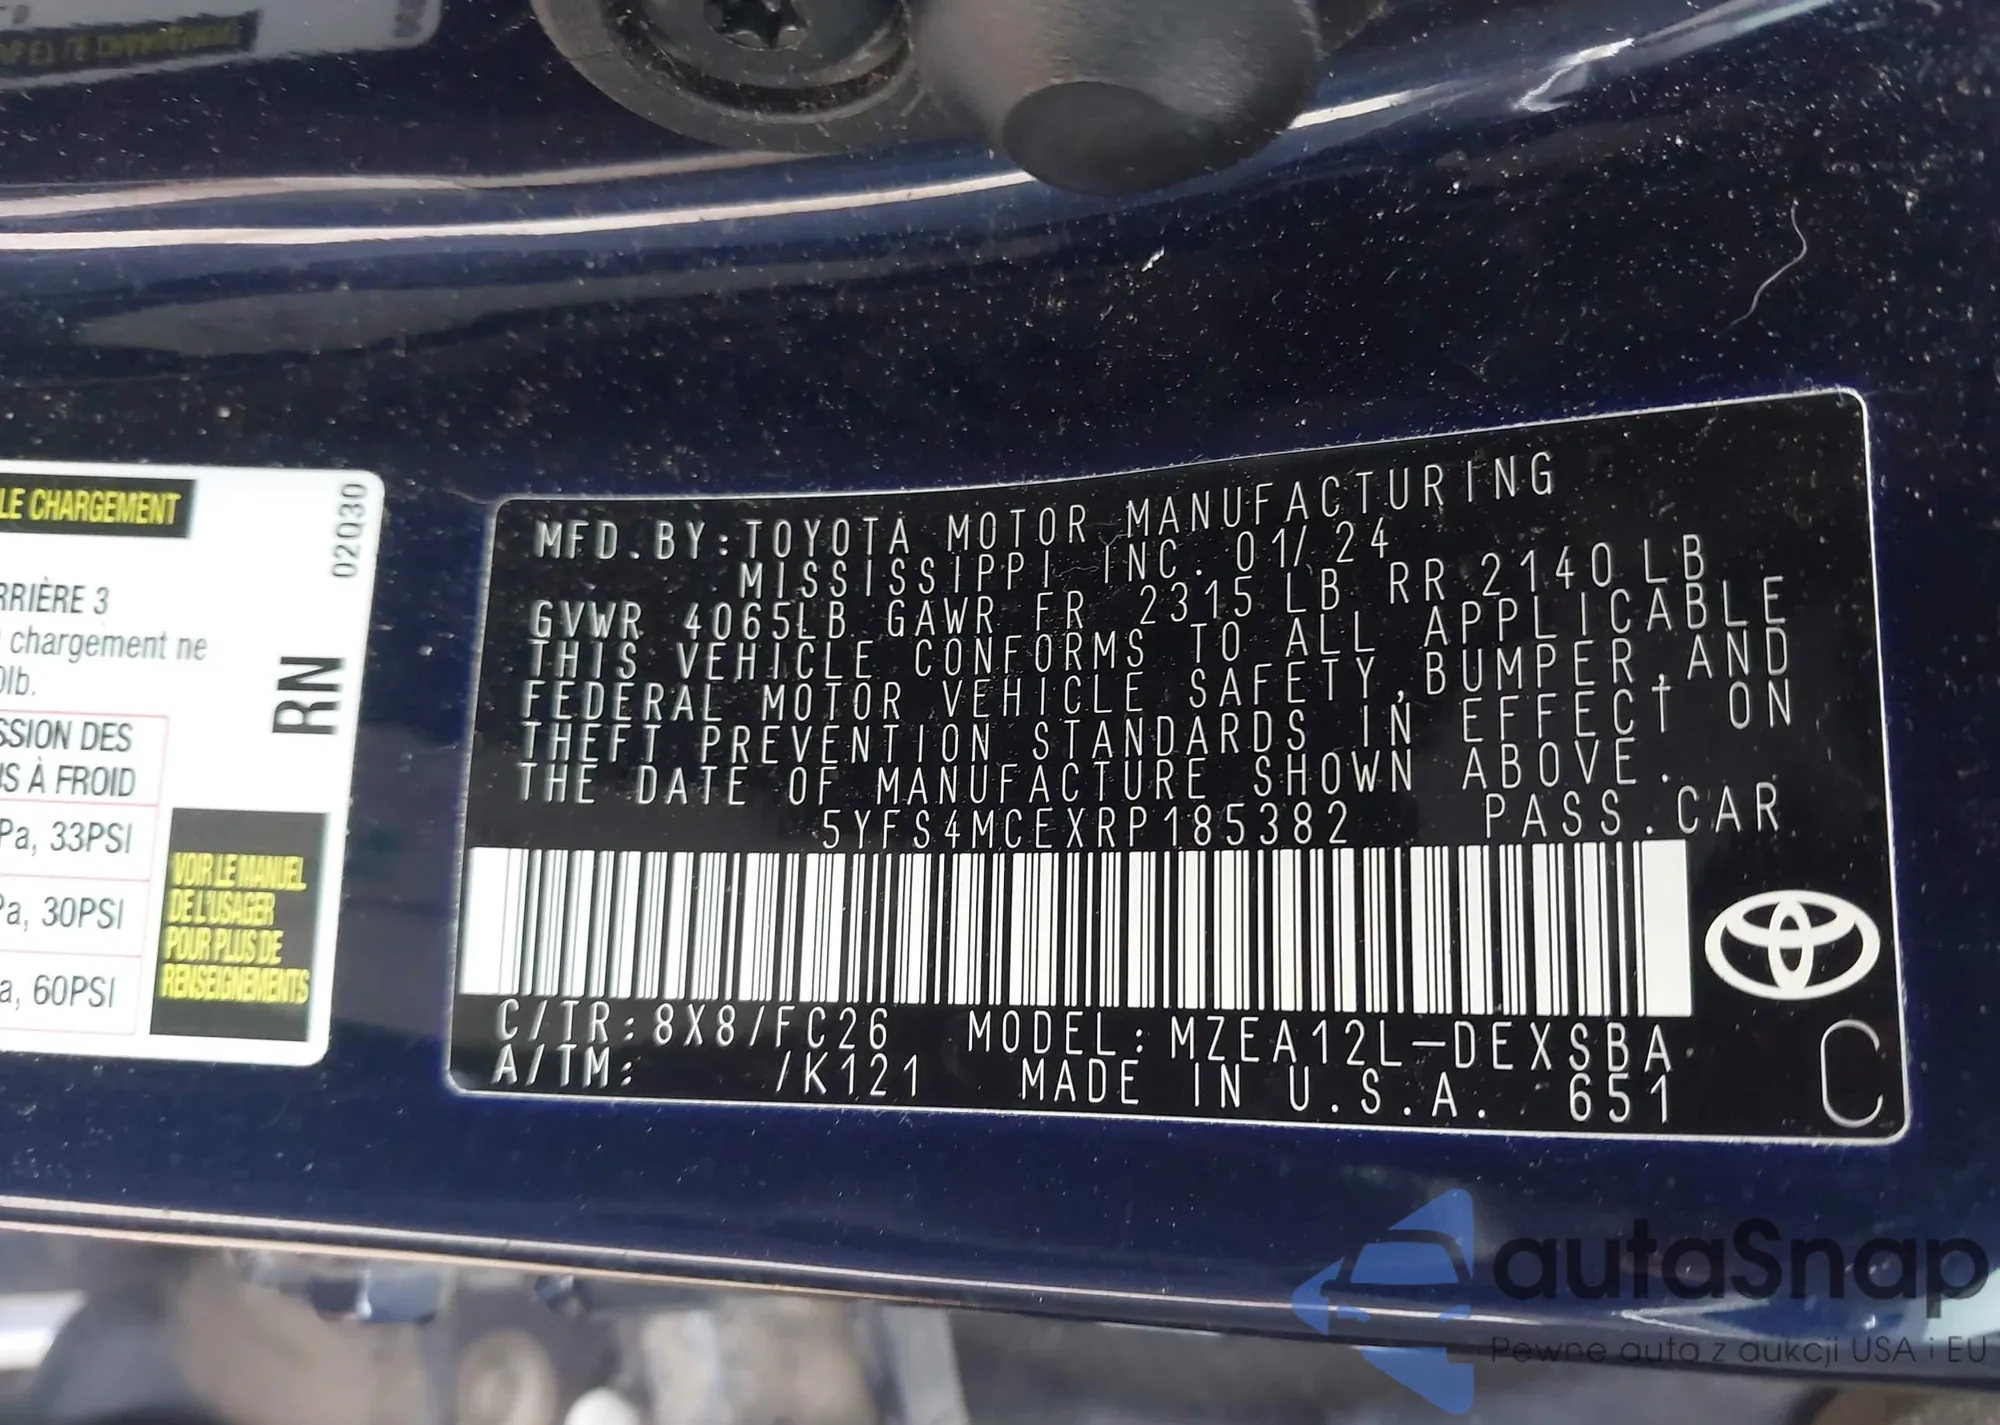 LE CHARGEMENT
02Q30
RRIÈRE 3
chargement ne
0lb.
RN
SSION DES
US À FROID
Pa, 33PSI
Pa, 30PSI
a, 60PSI
VOIR LE MANUEL
DE L'USAGER
POUR PLUS DE
RENSEIGNEMENTS
MFD.BY:TOYOTA MOTOR MANUFACTURING
MISSISSIPPI INC. 01/24
GVWR 4065LB GAWR FR 2315 LB RR 2140LB
THIS VEHICLE CONFORMS TO ALL APPLICABLE
FEDERAL MOTOR VEHICLE SAFETY,BUMPER,AND
THEFT PREVENTION STANDARDS IN EFFECT ON
THE DATE OF MANUFACTURE SHOWN ABOVE.
5YFS4MCEXRP185382 PASS.CAR
C/TR:8X8/FC26 MODEL:MZEA12L-DEXSBA
A/TM: /K121 MADE IN U.S.A. 651
C
autaSnap
Pewne auta z aukcji USA i EU